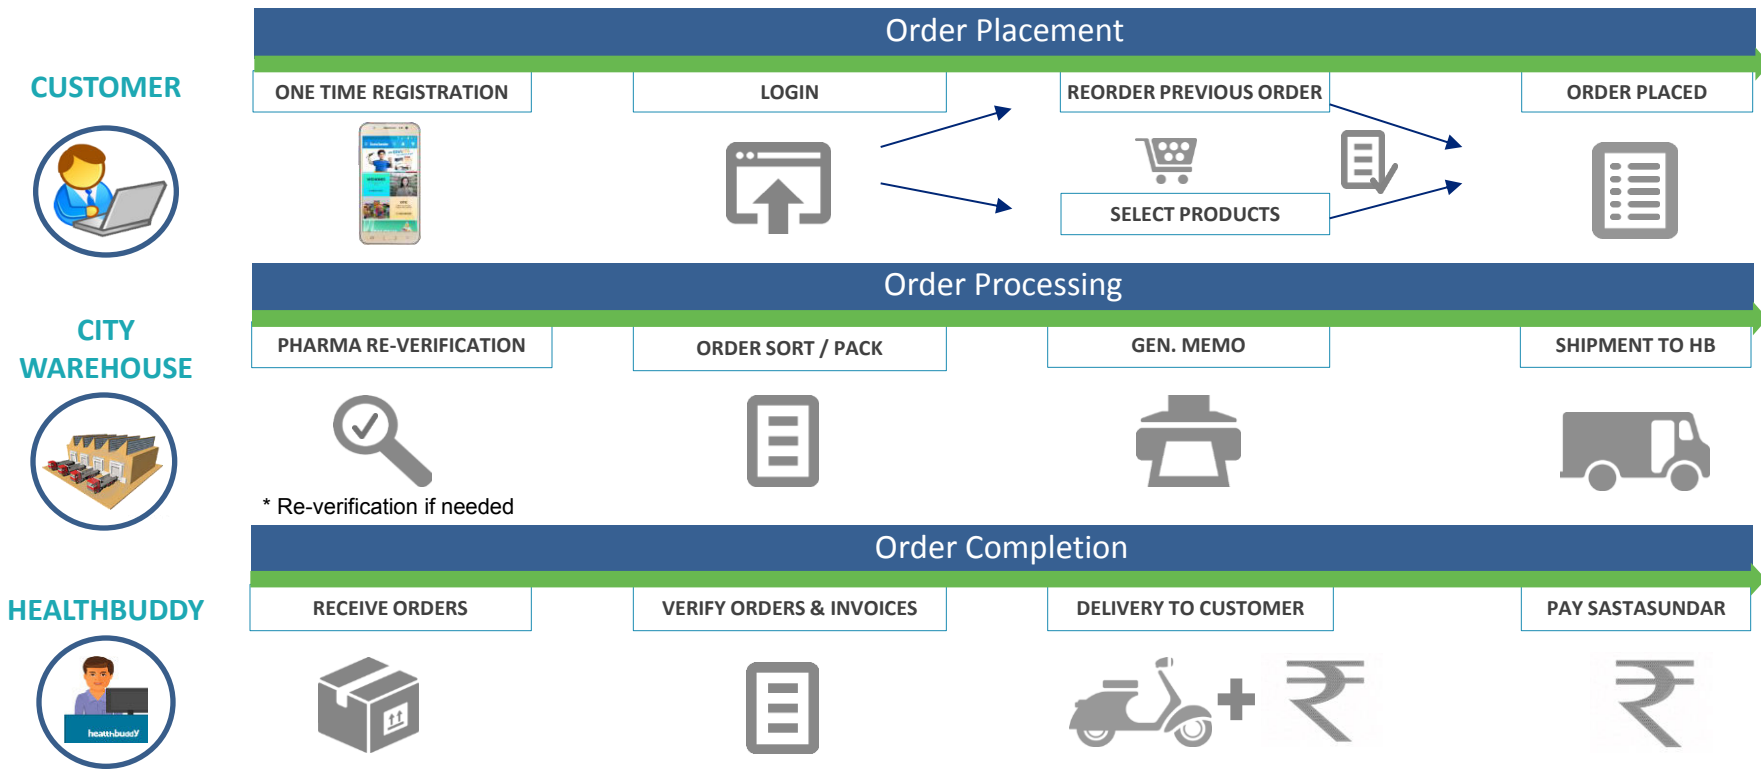 Order Placement
CUSTOMER
ONE TIME REGISTRATION
LOGIN
REORDER PREVIOUS ORDER
ORDER PLACED
SELECT PRODUCTS
Order Processing
CITY
WAREHOUSE
PHARMA RE-VERIFICATION
ORDER SORT / PACK
GEN. MEMO
SHIPMENT TO HB
* Re-verification if needed
Order Completion
HEALTHBUDDY
RECEIVE ORDERS
VERIFY ORDERS & INVOICES
DELIVERY TO CUSTOMER
PAY SASTASUNDAR
healthbuddy